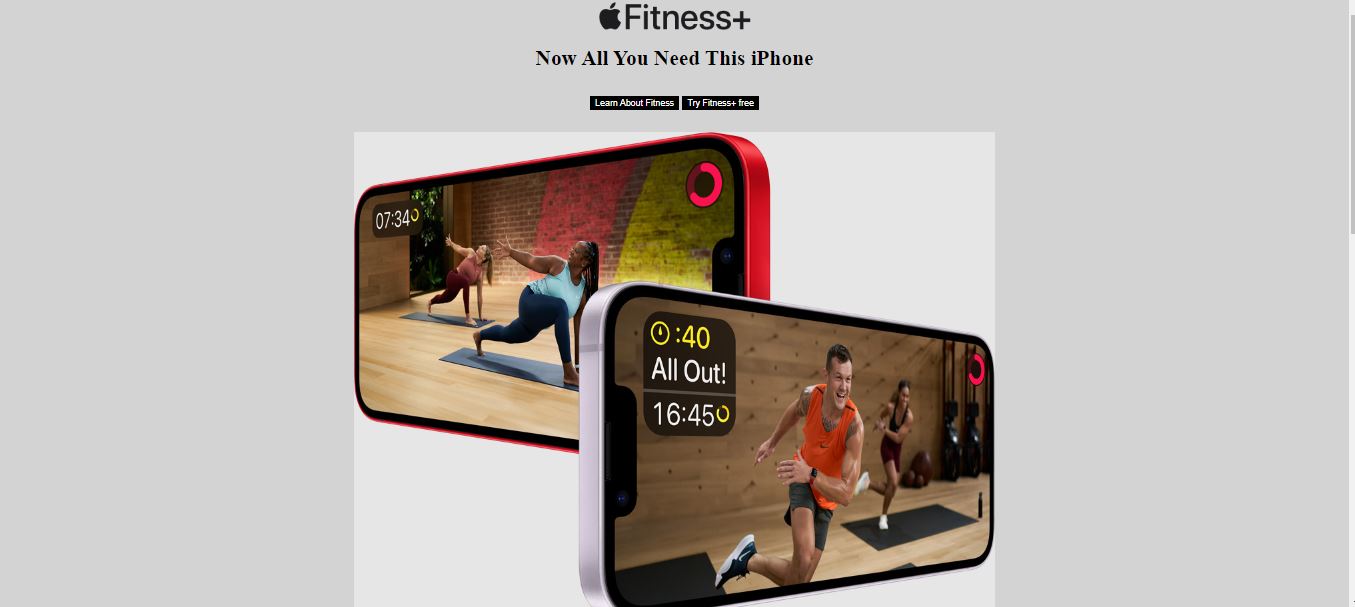 Fitness+
Now All You Need This iPhone
Learn About Fitness Try Fitness+ free
07:34
:40
All Out!
16:45